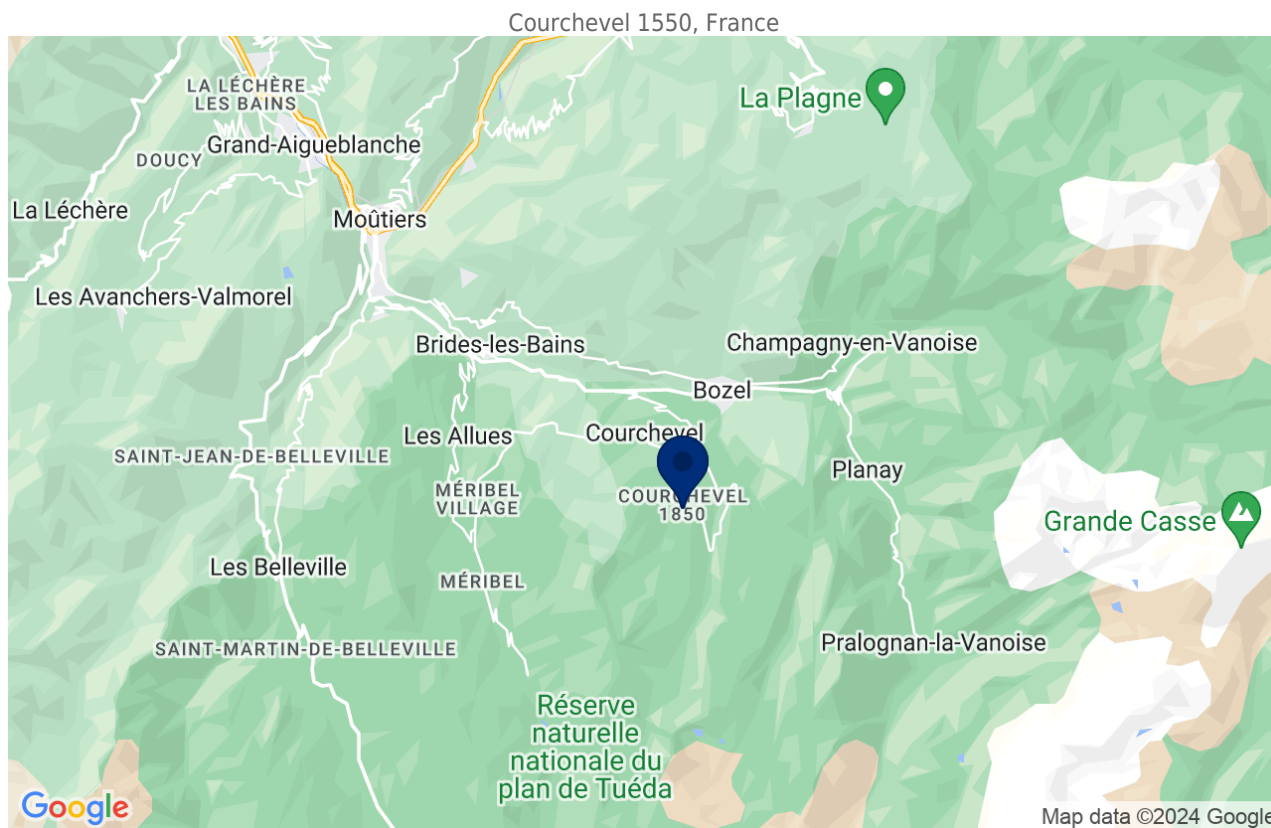 Courchevel 1550, France
LA LÉCHÈRE
LES BAINS
La Plagne
Grand-Aigueblanche
DOUCY
La Léchère
Moûtiers
Les Avanchers-Valmorel
Brides-les-Bains
Champagny-en-Vanoise
Bozel
Les Allues
Courchevel
SAINT-JEAN-DE-BELLEVILLE
Planay
MÉRIBEL
VILLAGE
COURCHEVEL
1850
Grande Casse
Les Belleville
MÉRIBEL
SAINT-MARTIN-DE-BELLEVILLE
Pralognan-la-Vanoise
Réserve
naturelle
nationale du
plan de Tuéda
Google
Map data ©2024 Google